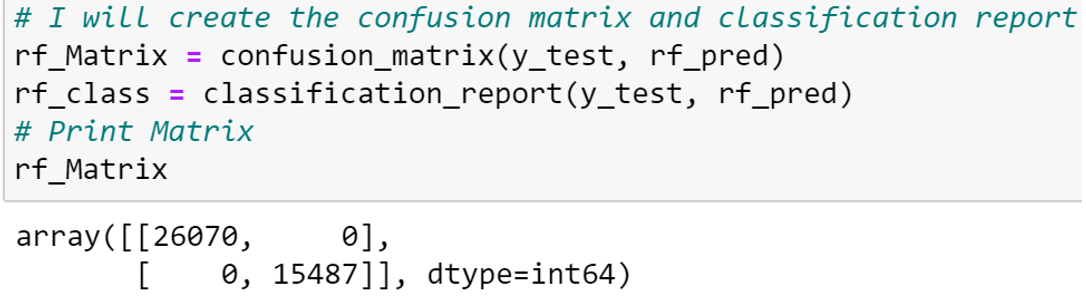 # I will create the confusion matrix and classification report
rf_Matrix = confusion_matrix(y_test, rf_pred)
rf_class = classification_report(y_test, rf_pred)
# Print Matrix
rf_Matrix
array([[26070,     0],
       [    0, 15487]], dtype=int64)